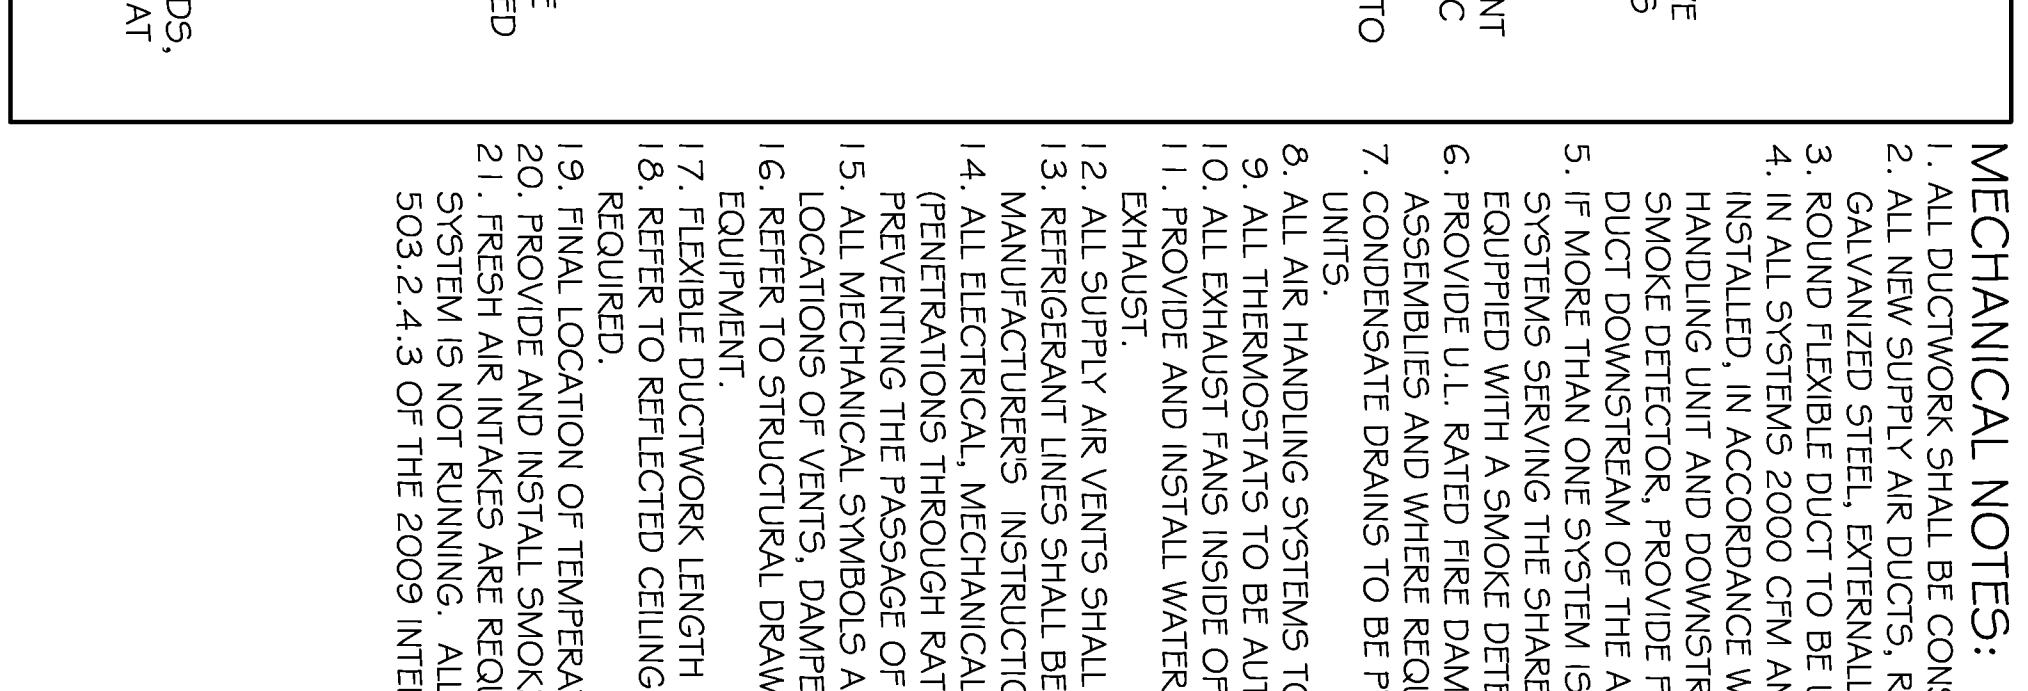 TE
S
NT
C
TO
E
ED
DS,
AT
MECHANICAL NOTES:
1. ALL DUCTWORK SHALL BE CONS
2. ALL NEW SUPPLY AIR DUCTS, R
GALVANIZED STEEL, EXTERNALL
3. ROUND FLEXIBLE DUCT TO BE U
4. IN ALL SYSTEMS 2000 CFM AN
INSTALLED, IN ACCORDANCE W
HANDLING UNIT AND DOWNSTR
SMOKE DETECTOR, PROVIDE F
DUCT DOWNSTREAM OF THE A
5. IF MORE THAN ONE SYSTEM IS
SYSTEMS SERVING THE SHARE
EQUPPIED WITH A SMOKE DETE
6. PROVIDE U.L. RATED FIRE DAM
ASSEMBLIES AND WHERE REQU
7. CONDENSATE DRAINS TO BE P
UNITS.
8. ALL AIR HANDLING SYSTEMS TO
9. ALL THERMOSTATS TO BE AUT
10. ALL EXHAUST FANS INSIDE OF
11. PROVIDE AND INSTALL WATER
EXHAUST.
12. ALL SUPPLY AIR VENTS SHALL
13. REFRIGERANT LINES SHALL BE
MANUFACTURER'S INSTRUCTIO
14. ALL ELECTRICAL, MECHANICAL
(PENETRATIONS THROUGH RAT
PREVENTING THE PASSAGE OF
15. ALL MECHANICAL SYMBOLS A
LOCATIONS OF VENTS, DAMPE
16. REFER TO STRUCTURAL DRAW
EQUIPMENT.
17. FLEXIBLE DUCTWORK LENGTH
18. REFER TO REFLECTED CEILING
REQUIRED.
19. FINAL LOCATION OF TEMPERA
20. PROVIDE AND INSTALL SMOK
21. FRESH AIR INTAKES ARE REQU
SYSTEM IS NOT RUNNING. ALL
503.2.4.3 OF THE 2009 INTE